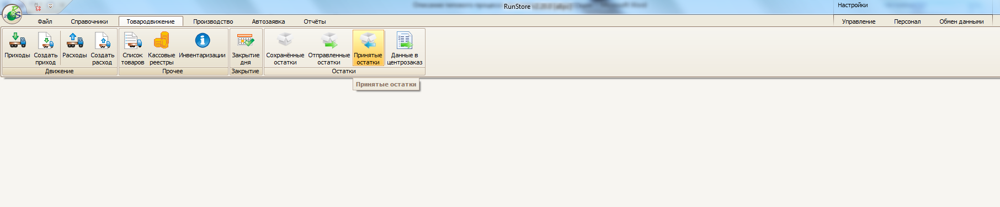 RunStore
Настройки
Файл Справочники Товародвижение Производство Автозаявка Отчёты Управление Персонал Обмен данными
Приходы Создать приход Расходы Создать расход Список товаров Кассовые реестры Инвентаризации Закрытие дня Сохранённые остатки Отправленные остатки Принятые остатки Данные в центрозаказ
Движение Прочее Закрытие Остатки
Принятые остатки